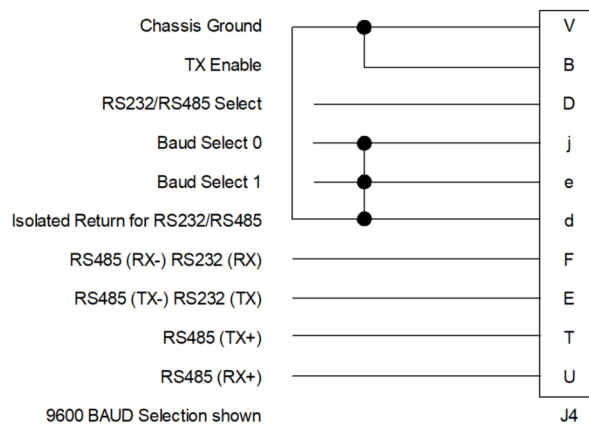 Chassis Ground V
TX Enable B
RS232/RS485 Select D
Baud Select 0 j
Baud Select 1 e
Isolated Return for RS232/RS485 d
RS485 (RX-) RS232 (RX) F
RS485 (TX-) RS232 (TX) E
RS485 (TX+) T
RS485 (RX+) U
9600 BAUD Selection shown J4